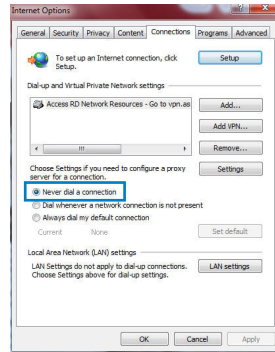 Internet Options
General Security Privacy Content Connections Programs Advanced
To set up an Internet connection, click
Setup.
Setup
Dial-up and Virtual Private Network settings
Access RD Network Resources - Go to vpn.as
Add...
Add VPN...
Remove...
Choose Settings if you need to configure a proxy
server for a connection.
Settings
Never dial a connection
Dial whenever a network connection is not present
Always dial my default connection
Current None
Set default
Local Area Network (LAN) settings
LAN Settings do not apply to dial-up connections.
Choose Settings above for dial-up settings.
LAN settings
OK Cancel Apply